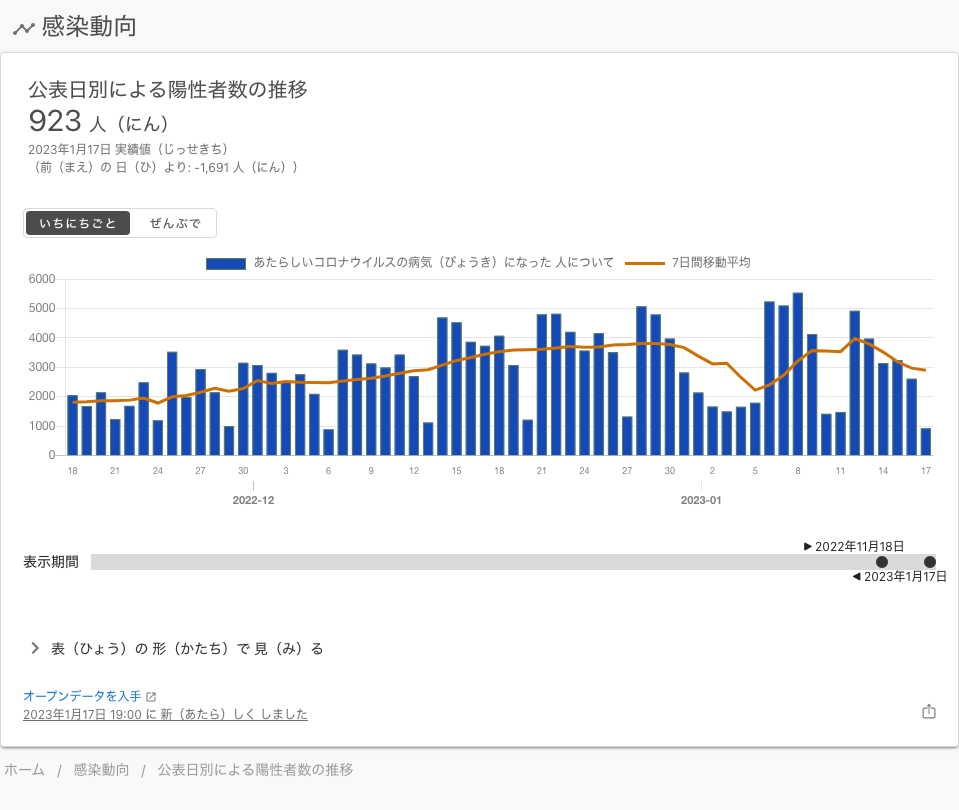 感染動向
公表日別による陽性者数の推移
923 人（にん）
2023年1月17日 実績値（じっせきち）
（前（まえ）の 日（ひ）より: -1,691 人（にん））
いちにちごと ぜんぶで
あたらしいコロナウイルスの病気（びょうき）になった 人について 7日間移動平均
6000
5000
4000
3000
2000
1000
0
18 21 24 27 30 3 6 9 12 15 18 21 24 27 30 2 5 8 11 14 17
2022-12 2023-01
▶ 2022年11月18日
表示期間
◀ 2023年1月17日
表（ひょう）の 形（かたち）で 見（み）る
オープンデータを入手
2023年1月17日 19:00 に 新（あたら）しく しました
ホーム / 感染動向 / 公表日別による陽性者数の推移